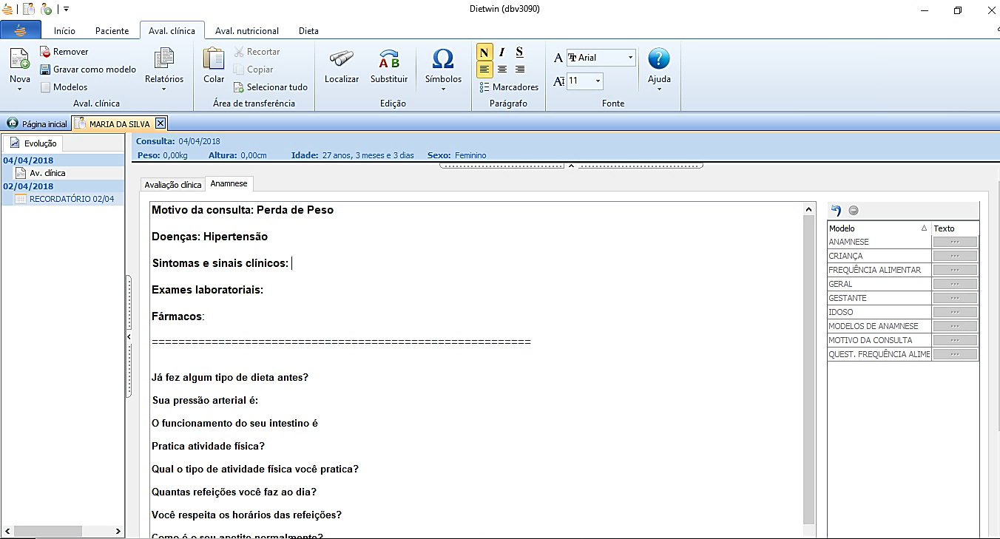 Dietwin (dbv3090)
Início Paciente Aval. clínica Aval. nutricional Dieta
Nova
Remover
Gravar como modelo
Modelos
Relatórios
Aval. clínica
Colar
Recortar
Copiar
Selecionar tudo
Área de transferência
Localizar
Substituir
Edição
Símbolos
N I S
Marcadores
Parágrafo
Arial
11
Fonte
Ajuda
Página inicial MARIA DA SILVA
Evolução
04/04/2018
Av. clínica
02/04/2018
RECORDATÓRIO 02/04
Consulta: 04/04/2018
Peso: 0,00kg Altura: 0,00cm Idade: 27 anos, 3 meses e 3 dias Sexo: Feminino
Avaliação clínica Anamnese
Motivo da consulta: Perda de Peso
Doenças: Hipertensão
Sintomas e sinais clínicos:
Exames laboratoriais:
Fármacos:
=========================================================
Já fez algum tipo de dieta antes?
Sua pressão arterial é:
O funcionamento do seu intestino é
Pratica atividade física?
Qual o tipo de atividade física você pratica?
Quantas refeições você faz ao dia?
Você respeita os horários das refeições?
Como é o seu apetite normalmente?
Modelo Texto
ANAMNESE ...
CRIANÇA ...
FREQUÊNCIA ALIMENTAR ...
GERAL ...
GESTANTE ...
IDOSO ...
MODELOS DE ANAMNESE ...
MOTIVO DA CONSULTA ...
QUEST. FREQUÊNCIA ALIME ...